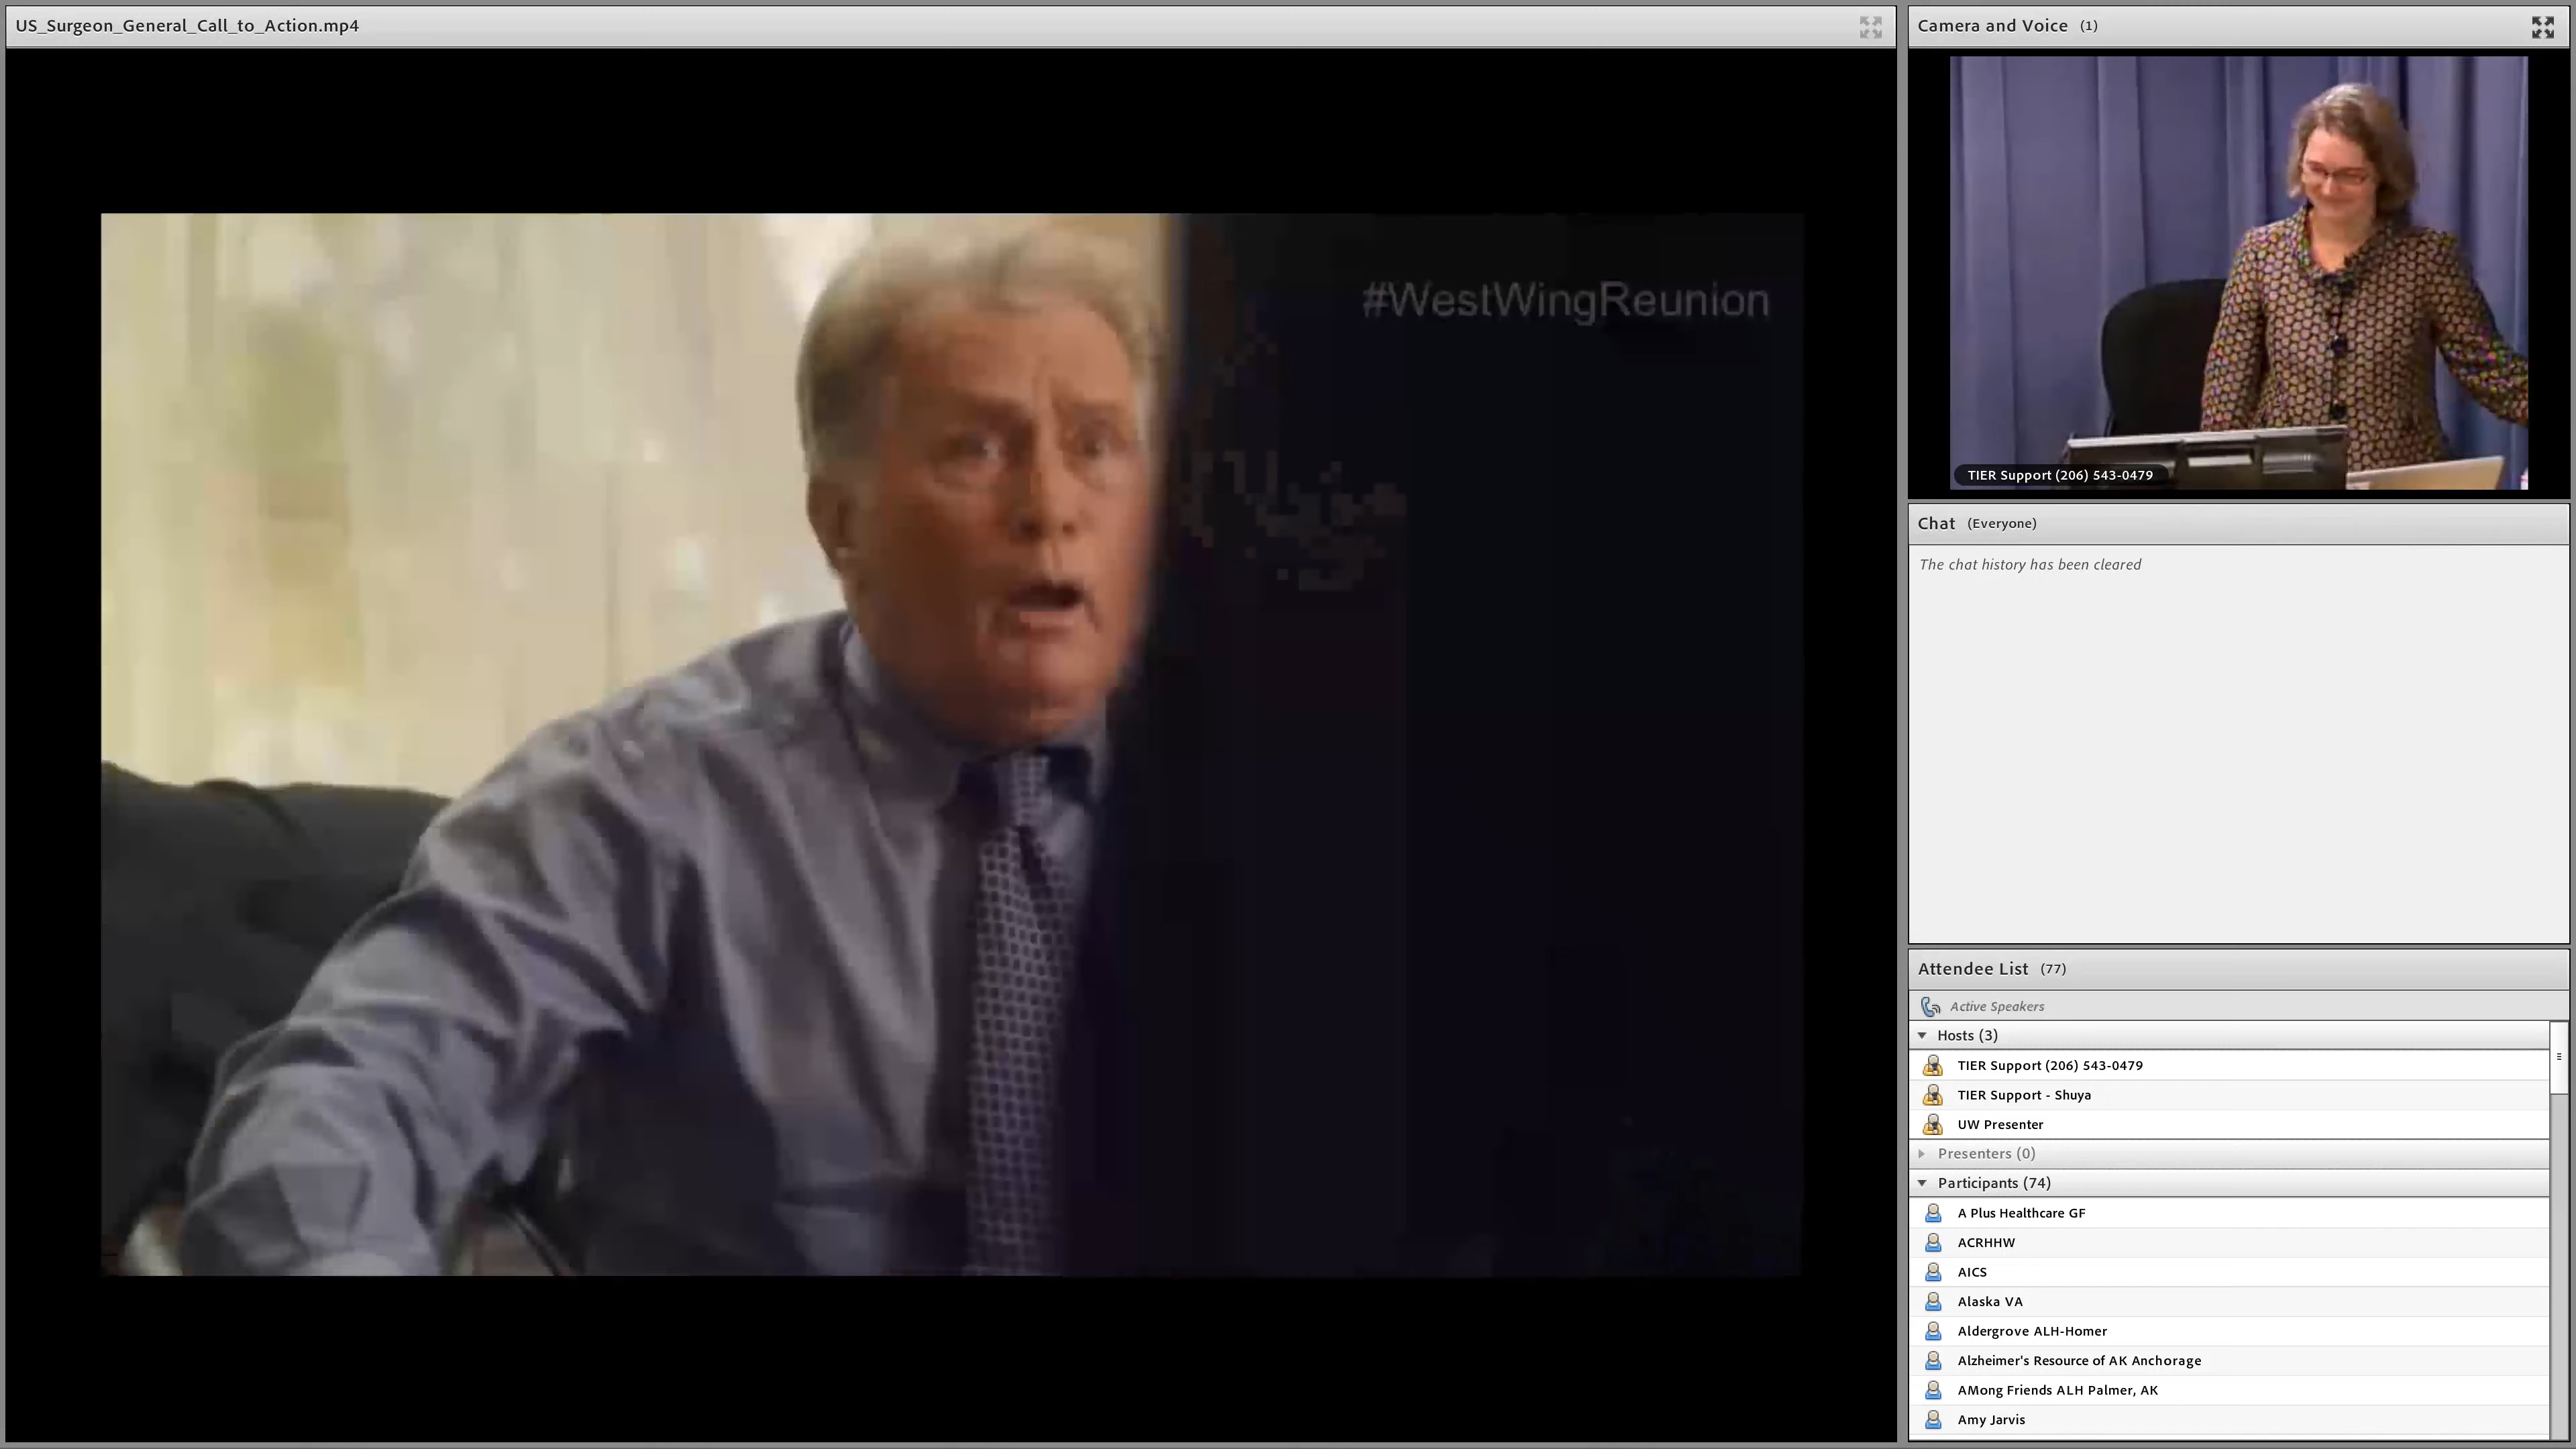 US_Surgeon_General_Call_to_Action.mp4
#WestWingReunion
Camera and Voice (1)
TIER Support (206) 543-0479
Chat (Everyone)
The chat history has been cleared
Attendee List (77)
Active Speakers
Hosts (3)
TIER Support (206) 543-0479
TIER Support - Shuya
UW Presenter
Presenters (0)
Participants (74)
A Plus Healthcare GF
ACRHHW
AICS
Alaska VA
Aldergrove ALH-Homer
Alzheimer's Resource of AK Anchorage
AMong Friends ALH Palmer, AK
Amy Jarvis